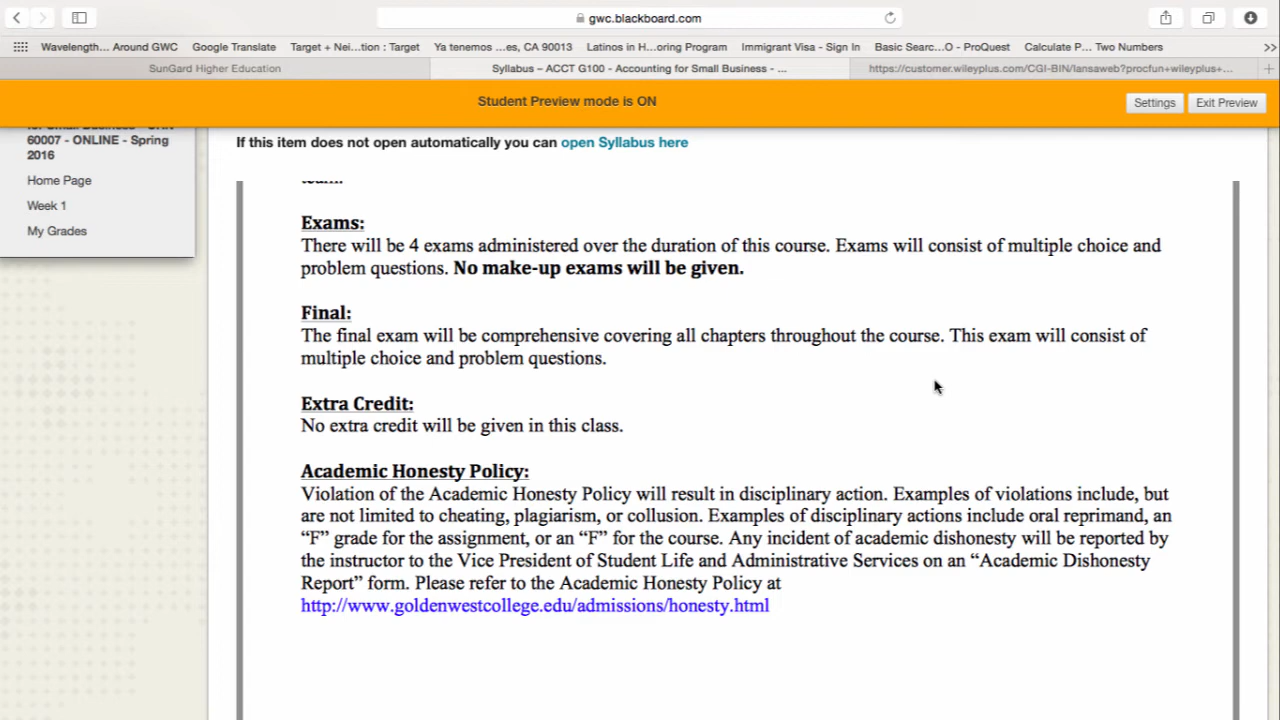 gwc.blackboard.com
Wavelength... Around GWC Google Translate Target + Nei...tion : Target Ya tenemos ...es, CA 90013 Latinos in H...oring Program Immigrant Visa - Sign In Basic Searc...O - ProQuest Calculate P... Two Numbers >>
SunGard Higher Education Syllabus – ACCT G100 - Accounting for Small Business - ... https://customer.wileyplus.com/CGI-BIN/lansaweb?procfun+wileyplus+...
Student Preview mode is ON Settings Exit Preview
60007 - ONLINE - Spring
2016
Home Page
Week 1
My Grades
If this item does not open automatically you can open Syllabus here
team.
Exams:
There will be 4 exams administered over the duration of this course. Exams will consist of multiple choice and
problem questions. No make-up exams will be given.
Final:
The final exam will be comprehensive covering all chapters throughout the course. This exam will consist of
multiple choice and problem questions.
Extra Credit:
No extra credit will be given in this class.
Academic Honesty Policy:
Violation of the Academic Honesty Policy will result in disciplinary action. Examples of violations include, but
are not limited to cheating, plagiarism, or collusion. Examples of disciplinary actions include oral reprimand, an
“F” grade for the assignment, or an “F” for the course. Any incident of academic dishonesty will be reported by
the instructor to the Vice President of Student Life and Administrative Services on an “Academic Dishonesty
Report” form. Please refer to the Academic Honesty Policy at
http://www.goldenwestcollege.edu/admissions/honesty.html